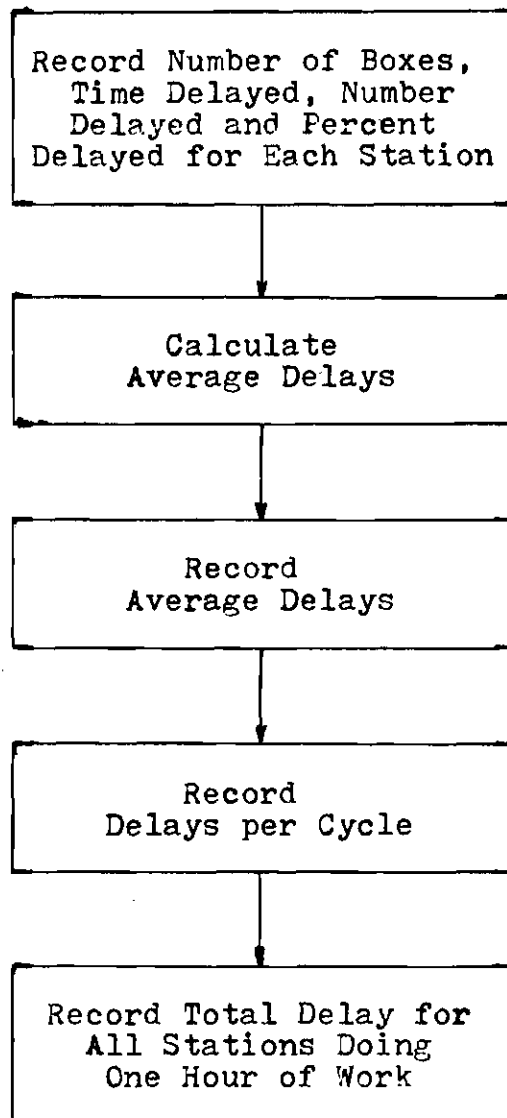 Record Number of Boxes,
Time Delayed, Number
Delayed and Percent
Delayed for Each Station
Calculate
Average Delays
Record
Average Delays
Record
Delays per Cycle
Record Total Delay for
All Stations Doing
One Hour of Work